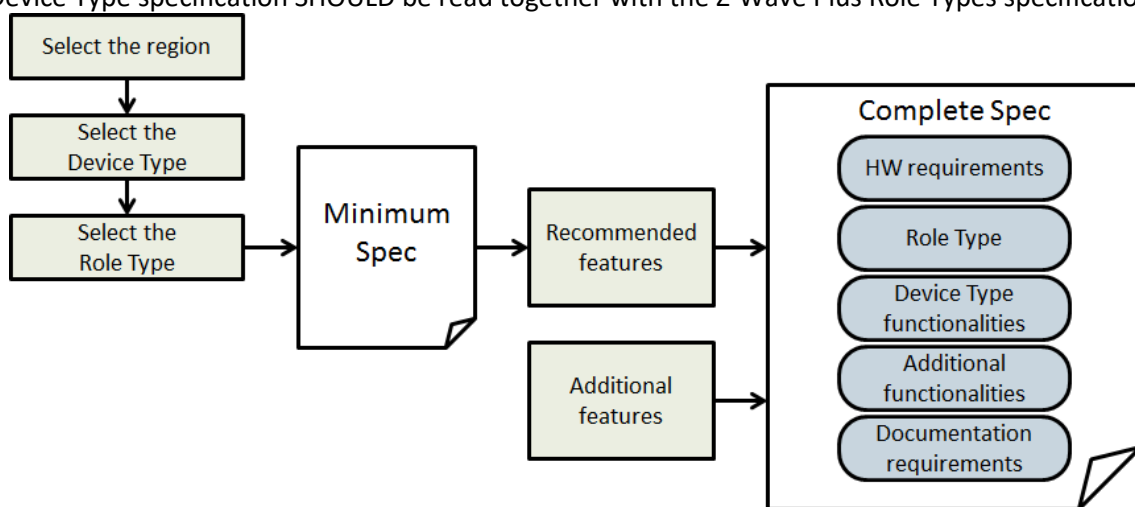 Device Type specification SHOULD be read together with the Z-Wave Plus Role Types specificatio
Select the region
Select the
Device Type
Select the
Role Type
Minimum
Spec
Recommended
features
Additional
features
Complete Spec
HW requirements
Role Type
Device Type
functionalities
Additional
functionalities
Documentation
requirements